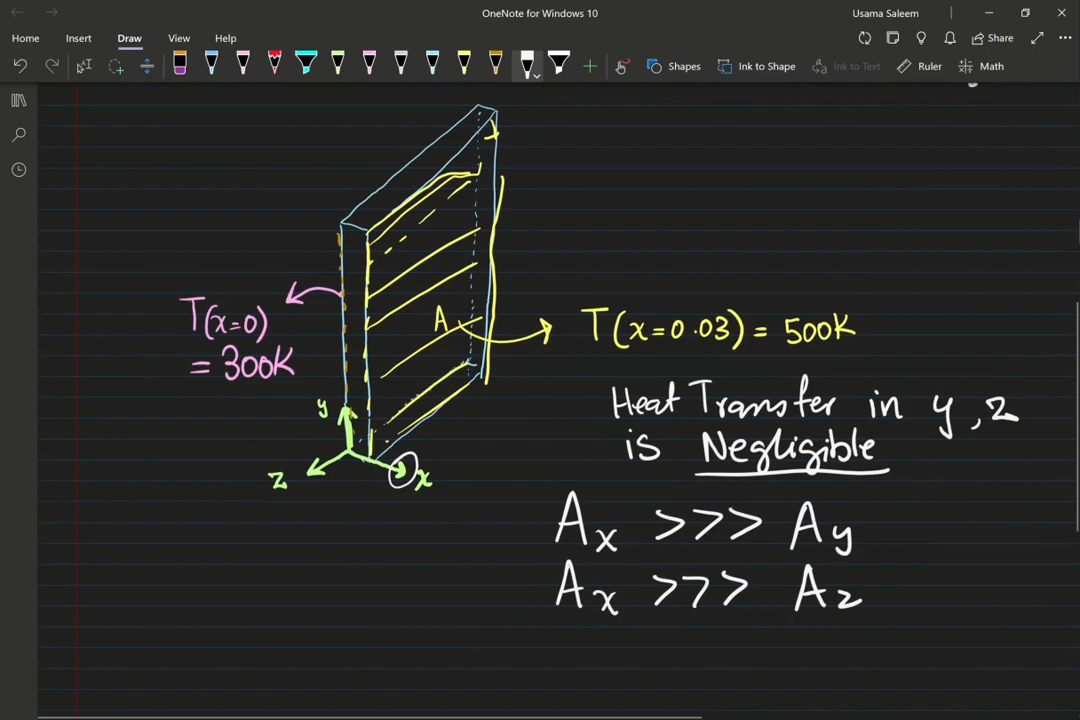 OneNote for Windows 10
Usama Saleem
Home
Insert
Draw
View
Help
Share
Shapes
Ink to Shape
Ink to Text
Ruler
Math
T(x=0)
= 300K
A
T(x=0.03) = 500K
Heat Transfer in y, z
is Negligible
y
z
x
Ax >>> Ay
Ax >>> Az